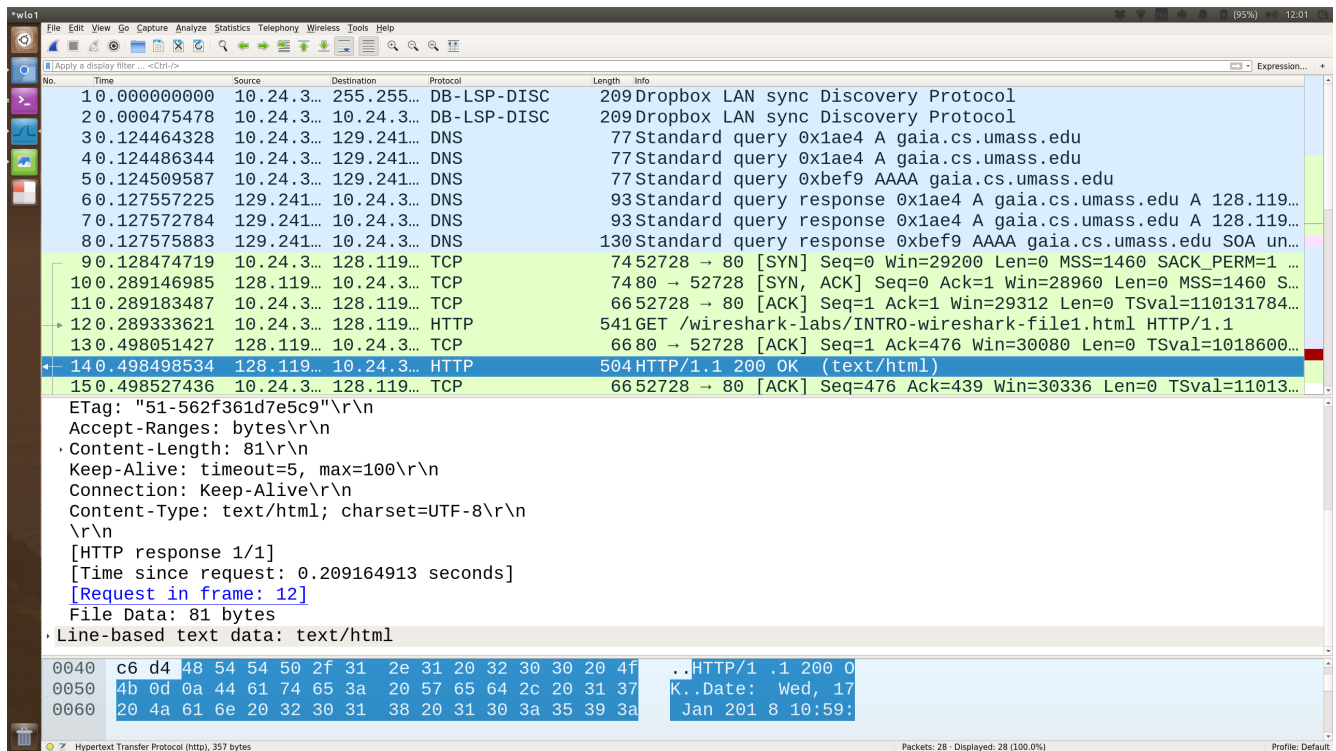 *wlo1 (95%) 12:01
File Edit View Go Capture Analyze Statistics Telephony Wireless Tools Help
Apply a display filter ... <Ctrl-/> Expression... +
No. Time Source Destination Protocol Length Info
1 0.000000000 10.24.3… 255.255… DB-LSP-DISC 209 Dropbox LAN sync Discovery Protocol
2 0.000475478 10.24.3… 255.255… DB-LSP-DISC 209 Dropbox LAN sync Discovery Protocol
3 0.124464328 10.24.3… 129.241… DNS 77 Standard query 0x1ae4 A gaia.cs.umass.edu
4 0.124486344 10.24.3… 129.241… DNS 77 Standard query 0x1ae4 A gaia.cs.umass.edu
5 0.124509587 10.24.3… 129.241… DNS 77 Standard query 0xbef9 AAAA gaia.cs.umass.edu
6 0.127557225 129.241… 10.24.3… DNS 93 Standard query response 0x1ae4 A gaia.cs.umass.edu A 128.119…
7 0.127572784 129.241… 10.24.3… DNS 93 Standard query response 0x1ae4 A gaia.cs.umass.edu A 128.119…
8 0.127575883 129.241… 10.24.3… DNS 130 Standard query response 0xbef9 AAAA gaia.cs.umass.edu SOA un…
9 0.128474719 10.24.3… 128.119… TCP 74 52728 → 80 [SYN] Seq=0 Win=29200 Len=0 MSS=1460 SACK_PERM=1 …
10 0.289146985 128.119… 10.24.3… TCP 74 80 → 52728 [SYN, ACK] Seq=0 Ack=1 Win=28960 Len=0 MSS=1460 S…
11 0.289183487 10.24.3… 128.119… TCP 66 52728 → 80 [ACK] Seq=1 Ack=1 Win=29312 Len=0 TSval=110131784…
12 0.289333621 10.24.3… 128.119… HTTP 541 GET /wireshark-labs/INTRO-wireshark-file1.html HTTP/1.1
13 0.498051427 128.119… 10.24.3… TCP 66 80 → 52728 [ACK] Seq=1 Ack=476 Win=30080 Len=0 TSval=1018600…
14 0.498498534 128.119… 10.24.3… HTTP 504 HTTP/1.1 200 OK (text/html)
15 0.498527436 10.24.3… 128.119… TCP 66 52728 → 80 [ACK] Seq=476 Ack=439 Win=30336 Len=0 TSval=11013…
ETag: "51-562f361d7e5c9"\r\n
Accept-Ranges: bytes\r\n
Content-Length: 81\r\n
Keep-Alive: timeout=5, max=100\r\n
Connection: Keep-Alive\r\n
Content-Type: text/html; charset=UTF-8\r\n
\r\n
[HTTP response 1/1]
[Time since request: 0.209164913 seconds]
[Request in frame: 12]
File Data: 81 bytes
Line-based text data: text/html
0040 c6 d4 48 54 54 50 2f 31 2e 31 20 32 30 30 20 4f ..HTTP/1 .1 200 O
0050 4b 0d 0a 44 61 74 65 3a 20 57 65 64 2c 20 31 37 K..Date: Wed, 17
0060 20 4a 61 6e 20 32 30 31 38 20 31 30 3a 35 39 3a Jan 201 8 10:59:
Hypertext Transfer Protocol (http), 357 bytes Packets: 28 · Displayed: 28 (100.0%) Profile: Default